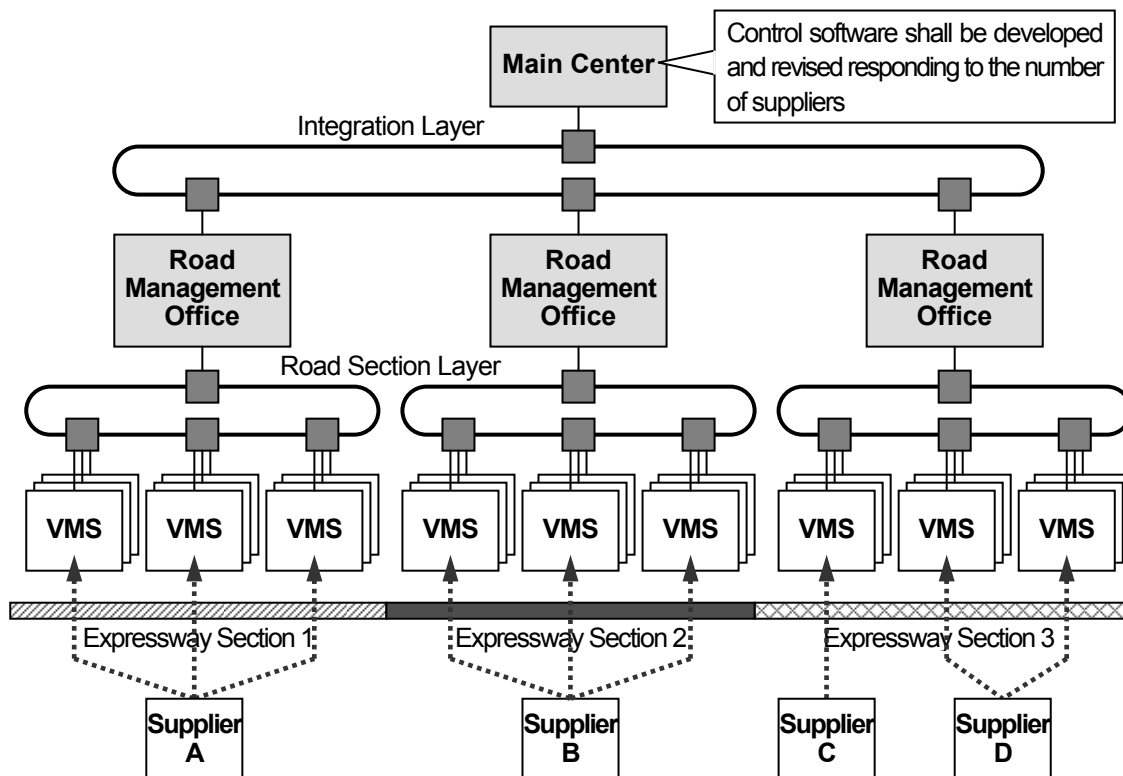 Main Center
Control software shall be developed
and revised responding to the number
of suppliers
Integration Layer
Road
Management
Office
Road
Management
Office
Road
Management
Office
Road Section Layer
VMS
VMS
VMS
VMS
VMS
VMS
VMS
VMS
VMS
Expressway Section 1
Expressway Section 2
Expressway Section 3
Supplier
A
Supplier
B
Supplier
C
Supplier
D